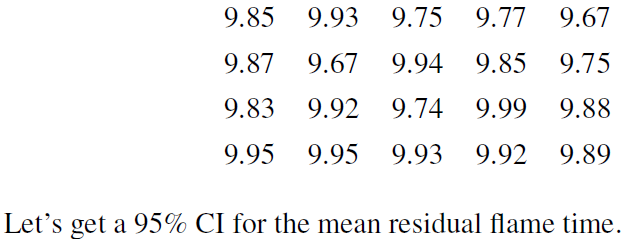 9.85 9.93 9.75 9.77 9.67
9.87 9.67 9.94 9.85 9.75
9.83 9.92 9.74 9.99 9.88
9.95 9.95 9.93 9.92 9.89
Let's get a 95% CI for the mean residual flame time.